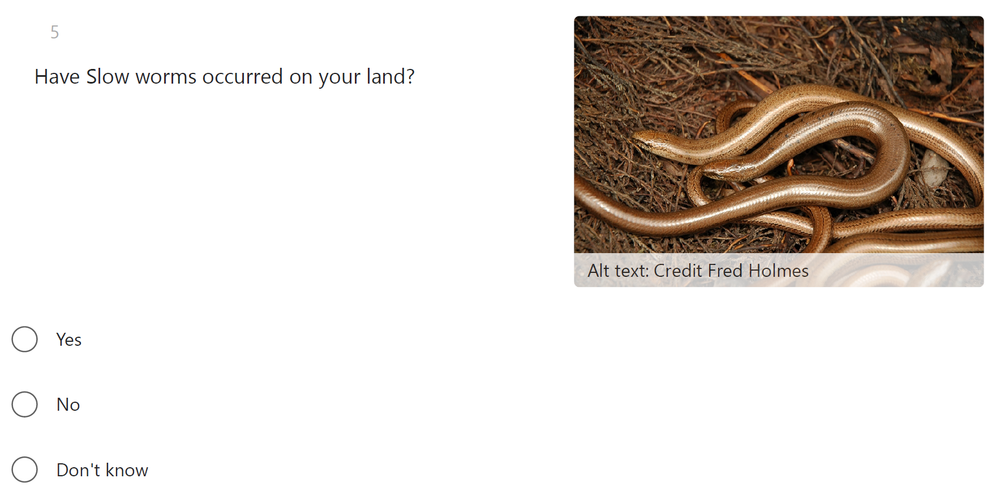 5
Have Slow worms occurred on your land?
Alt text: Credit Fred Holmes
Yes
No
Don't know